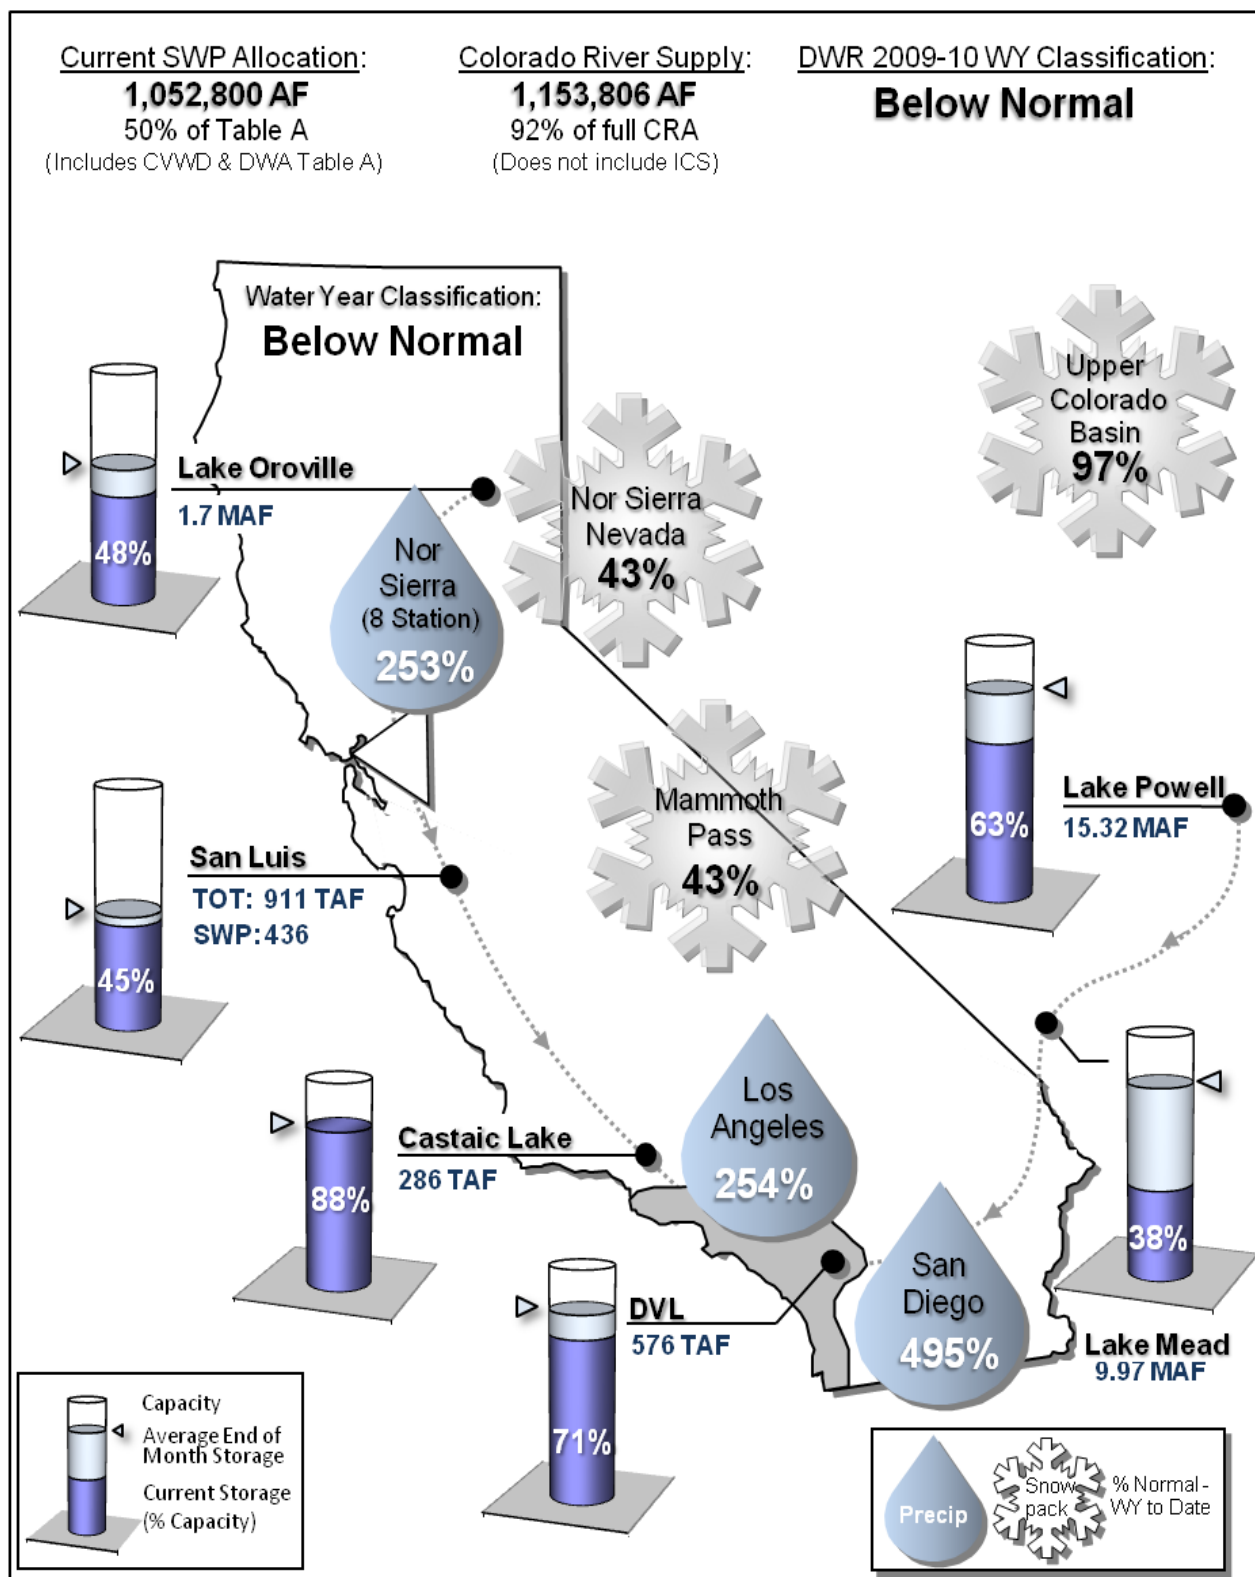 Current SWP Allocation:
1,052,800 AF
50% of Table A
(Includes CVWD & DWA Table A)
Colorado River Supply:
1,153,806 AF
92% of full CRA
(Does not include ICS)
DWR 2009-10 WY Classification:
Below Normal
Water Year Classification:
Below Normal
Upper
Colorado
Basin
97%
Lake Oroville
1.7 MAF
48%
Nor
Sierra
(8 Station)
253%
Nor Sierra
Nevada
43%
Mammoth
Pass
43%
Lake Powell
15.32 MAF
63%
San Luis
TOT: 911 TAF
SWP: 436
45%
Castaic Lake
286 TAF
88%
Los
Angeles
254%
San
Diego
495%
38%
Lake Mead
9.97 MAF
DVL
576 TAF
71%
Capacity
Average End of
Month Storage
Current Storage
(% Capacity)
Precip
Snow
pack
% Normal -
WY to Date